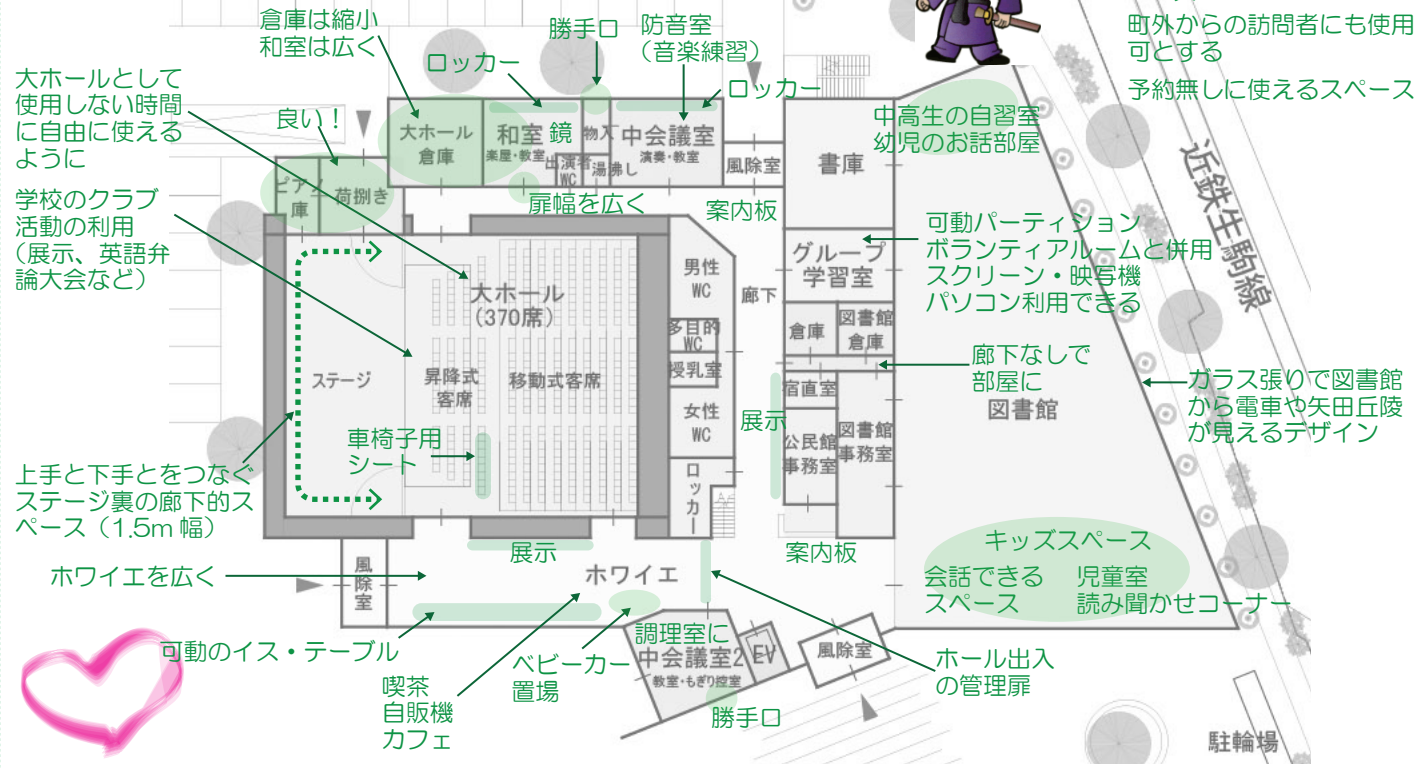 倉庫は縮小
和室は広く
勝手口
防音室
（音楽練習）
ロッカー
ロッカー
町外からの訪問者にも使用
可とする
予約無しに使えるスペース
大ホールとして
使用しない時間
に自由に使える
ように
良い！
大ホール
倉庫
和室
楽屋・教室
鏡
物入
出演者
WC
湯沸し
中会議室
演奏・教室
風除室
書庫
中高生の自習室
幼児のお話部屋
近鉄生駒線
ピアノ
庫
荷捌き
扉幅を広く
案内板
学校のクラブ
活動の利用
（展示、英語弁
論大会など）
男性
WC
廊下
グループ
学習室
可動パーティション
ボランティアルームと併用
スクリーン・映写機
パソコン利用できる
大ホール
（370席）
多目的
WC
倉庫
図書館
倉庫
授乳室
廊下なしで
部屋に
ステージ
昇降式
客席
移動式客席
宿直室
図書館
ガラス張りで図書館
から電車や矢田丘陵
が見えるデザイン
女性
WC
展示
公民館
事務室
図書館
事務室
車椅子用
シート
ロッカー
上手と下手とをつなぐ
ステージ裏の廊下的ス
ペース（1.5m 幅）
展示
案内板
キッズスペース
会話できる
スペース
児童室
読み聞かせコーナー
ホワイエを広く
風除室
ホワイエ
可動のイス・テーブル
ベビーカー
置場
調理室に
中会議室2
教室・もぎり控室
EV
風除室
ホール出入
の管理扉
喫茶
自販機
カフェ
勝手口
駐輪場